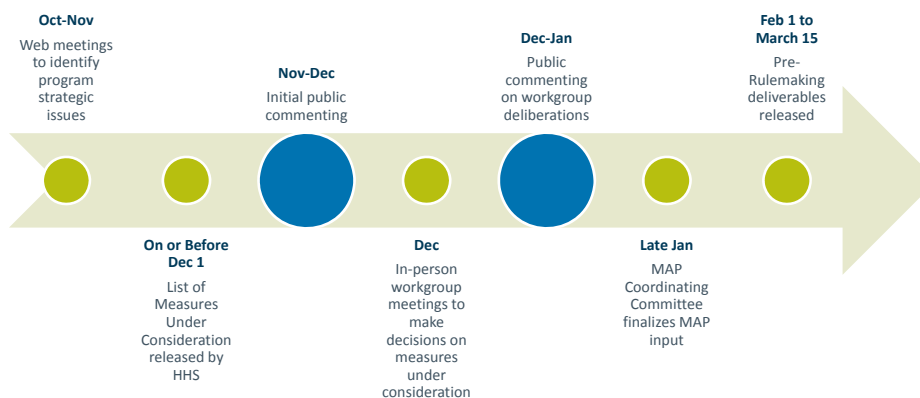 Oct-Nov
Web meetings
to identify
program
strategic
issues
On or Before
Dec 1
List of
Measures
Under
Consideration
released by
HHS
Nov-Dec
Initial public
commenting
Dec
In-person
workgroup
meetings to
make
decisions on
measures
under
consideration
Dec-Jan
Public
commenting
on workgroup
deliberations
Late Jan
MAP
Coordinating
Committee
finalizes MAP
input
Feb 1 to
March 15
Pre-
Rulemaking
deliverables
released